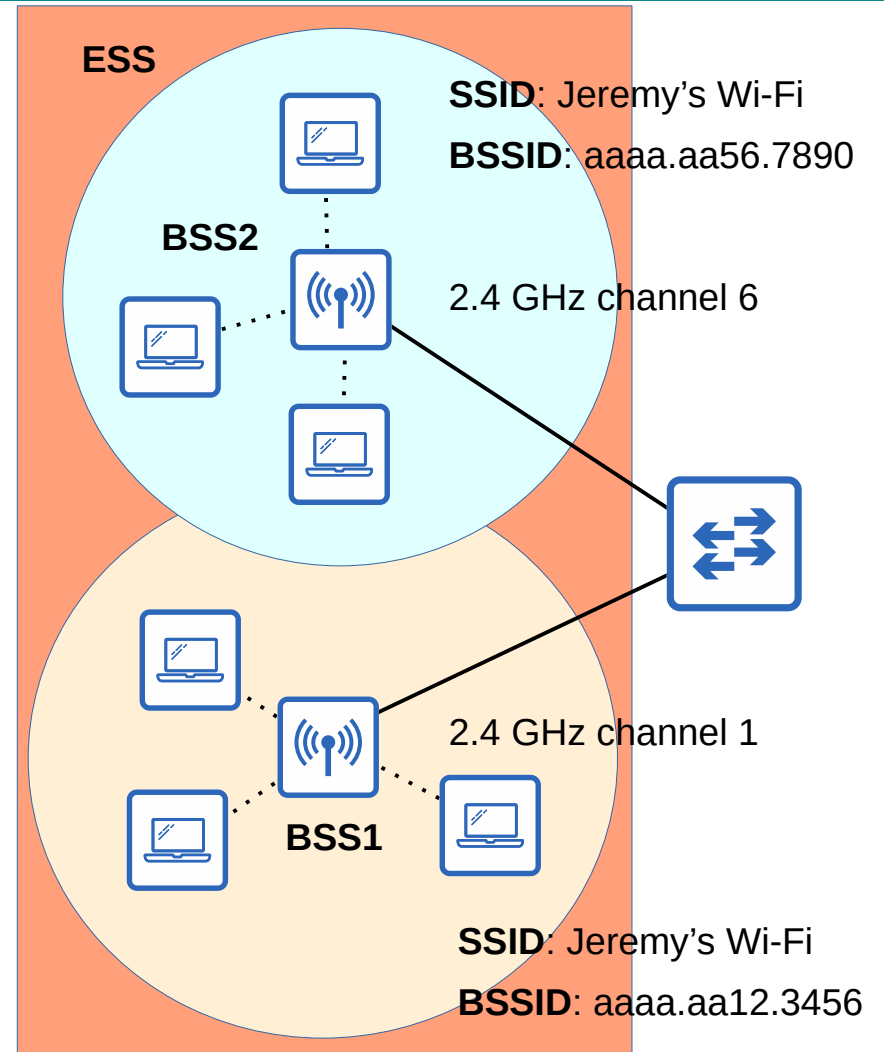 ESS
SSID: Jeremy’s Wi-Fi
BSSID: aaaa.aa56.7890
BSS2
2.4 GHz channel 6
2.4 GHz channel 1
BSS1
SSID: Jeremy’s Wi-Fi
BSSID: aaaa.aa12.3456